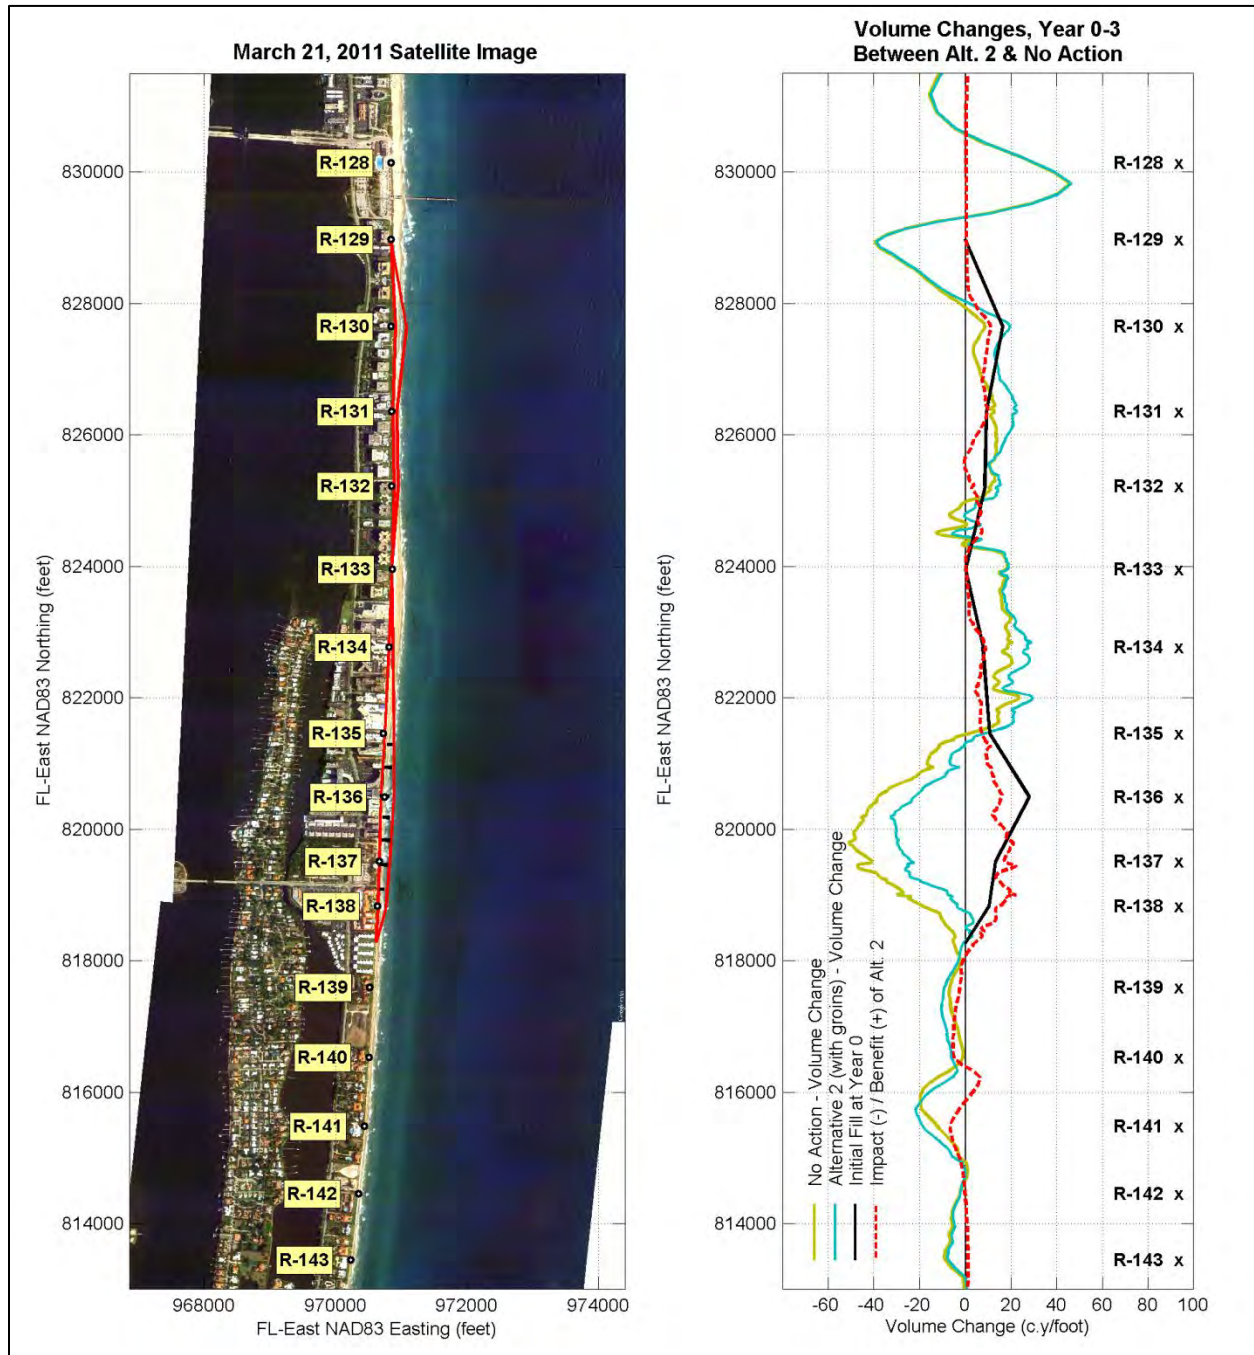 March 21, 2011 Satellite Image
830000
828000
826000
824000
822000
820000
818000
816000
814000
FL-East NAD83 Northing (feet)
R-128
R-129
R-130
R-131
R-132
R-133
R-134
R-135
R-136
R-137
R-138
R-139
R-140
R-141
R-142
R-143
968000 970000 972000 974000
FL-East NAD83 Easting (feet)
Volume Changes, Year 0-3
Between Alt. 2 & No Action
830000
828000
826000
824000
822000
820000
818000
816000
814000
FL-East NAD83 Northing (feet)
R-128 x
R-129 x
R-130 x
R-131 x
R-132 x
R-133 x
R-134 x
R-135 x
R-136 x
R-137 x
R-138 x
R-139 x
R-140 x
R-141 x
R-142 x
R-143 x
No Action - Volume Change
Alternative 2 (with groins) - Volume Change
Initial Fill at Year 0
Impact (-) / Benefit (+) of Alt. 2
-60 -40 -20 0 20 40 60 80 100
Volume Change (c.y/foot)